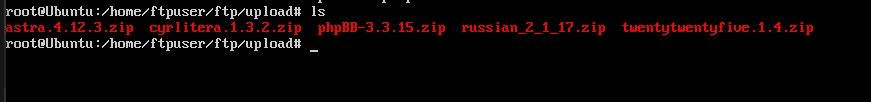 root@Ubuntu:/home/ftpuser/ftp/upload# ls
astra.4.12.3.zip  cyrlitera.1.3.2.zip  phpBB-3.3.15.zip  russian_2_1_17.zip  twentytwentyfive.1.4.zip
root@Ubuntu:/home/ftpuser/ftp/upload# _